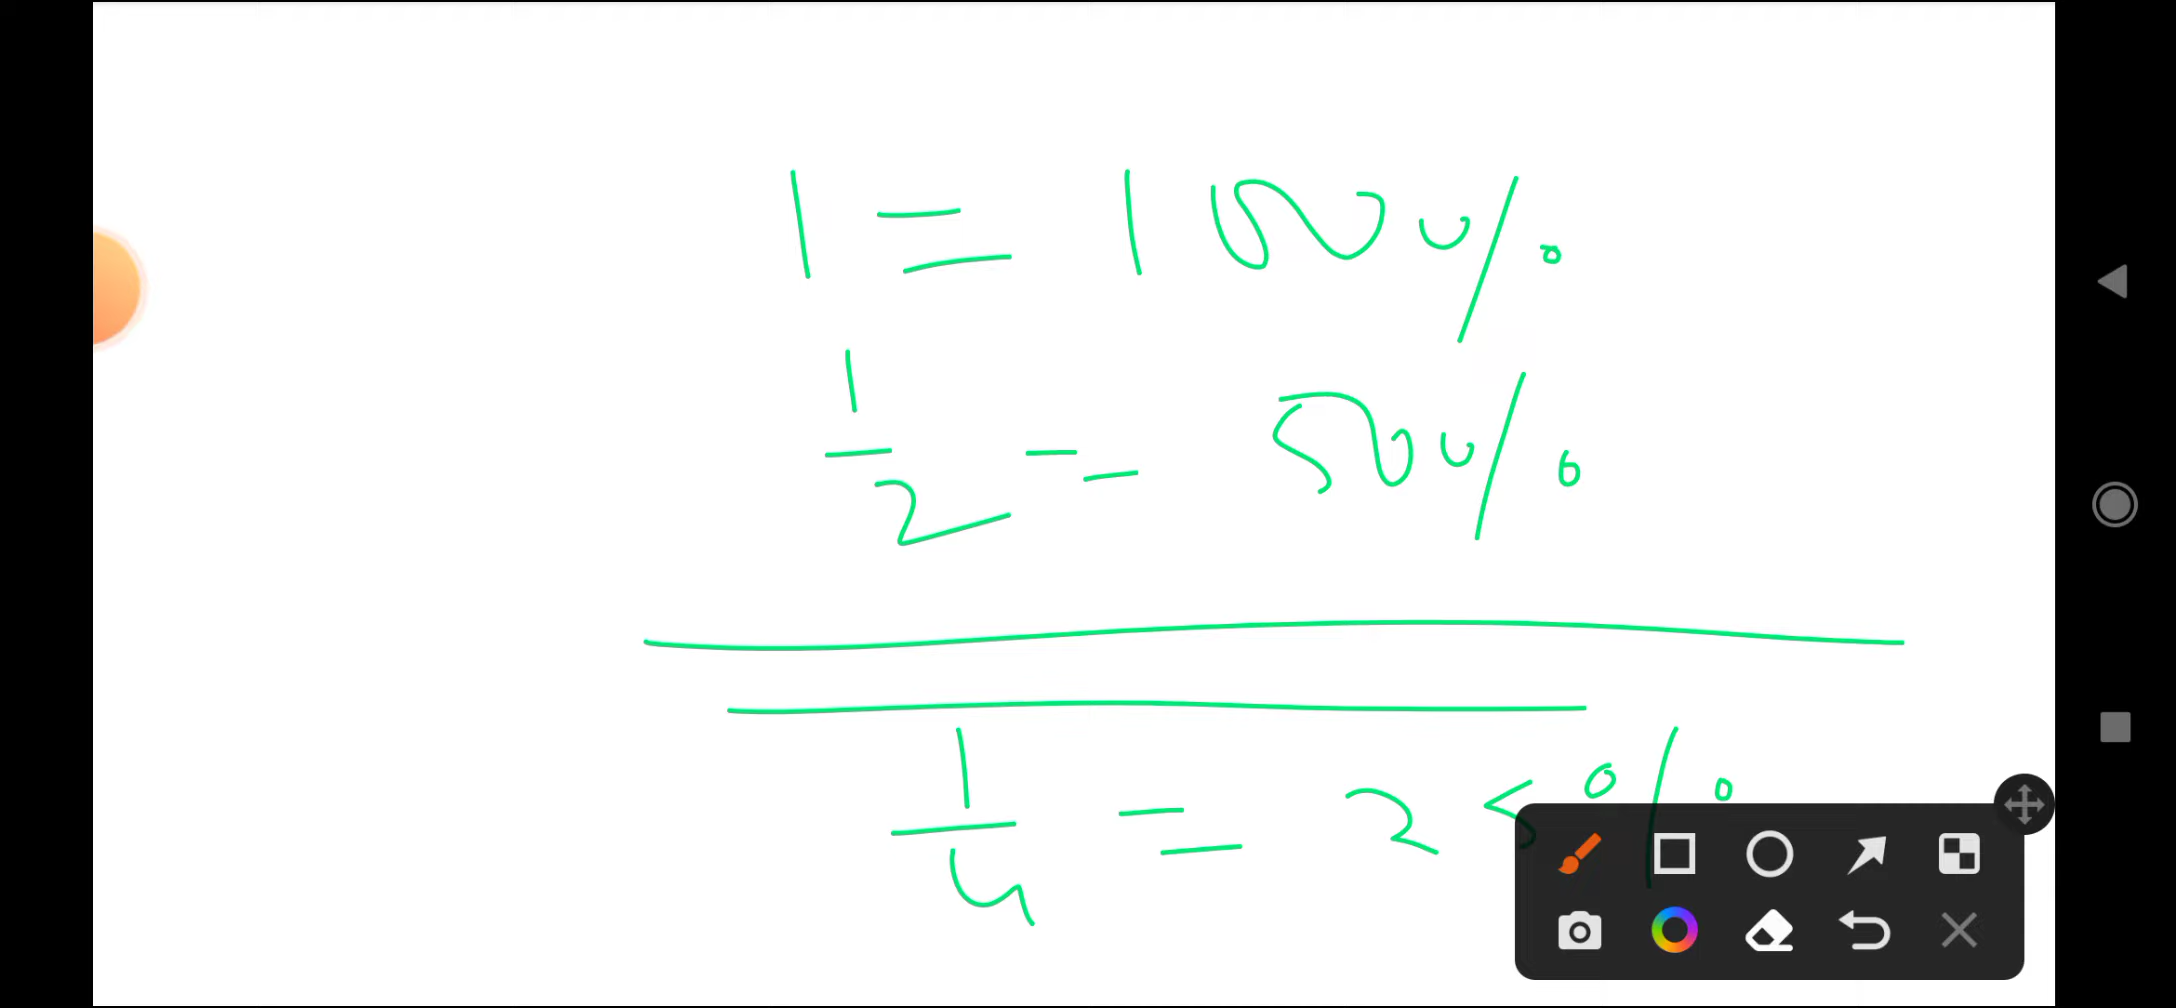 1 = 100%
1/2 = 50%
1/4 = 25%